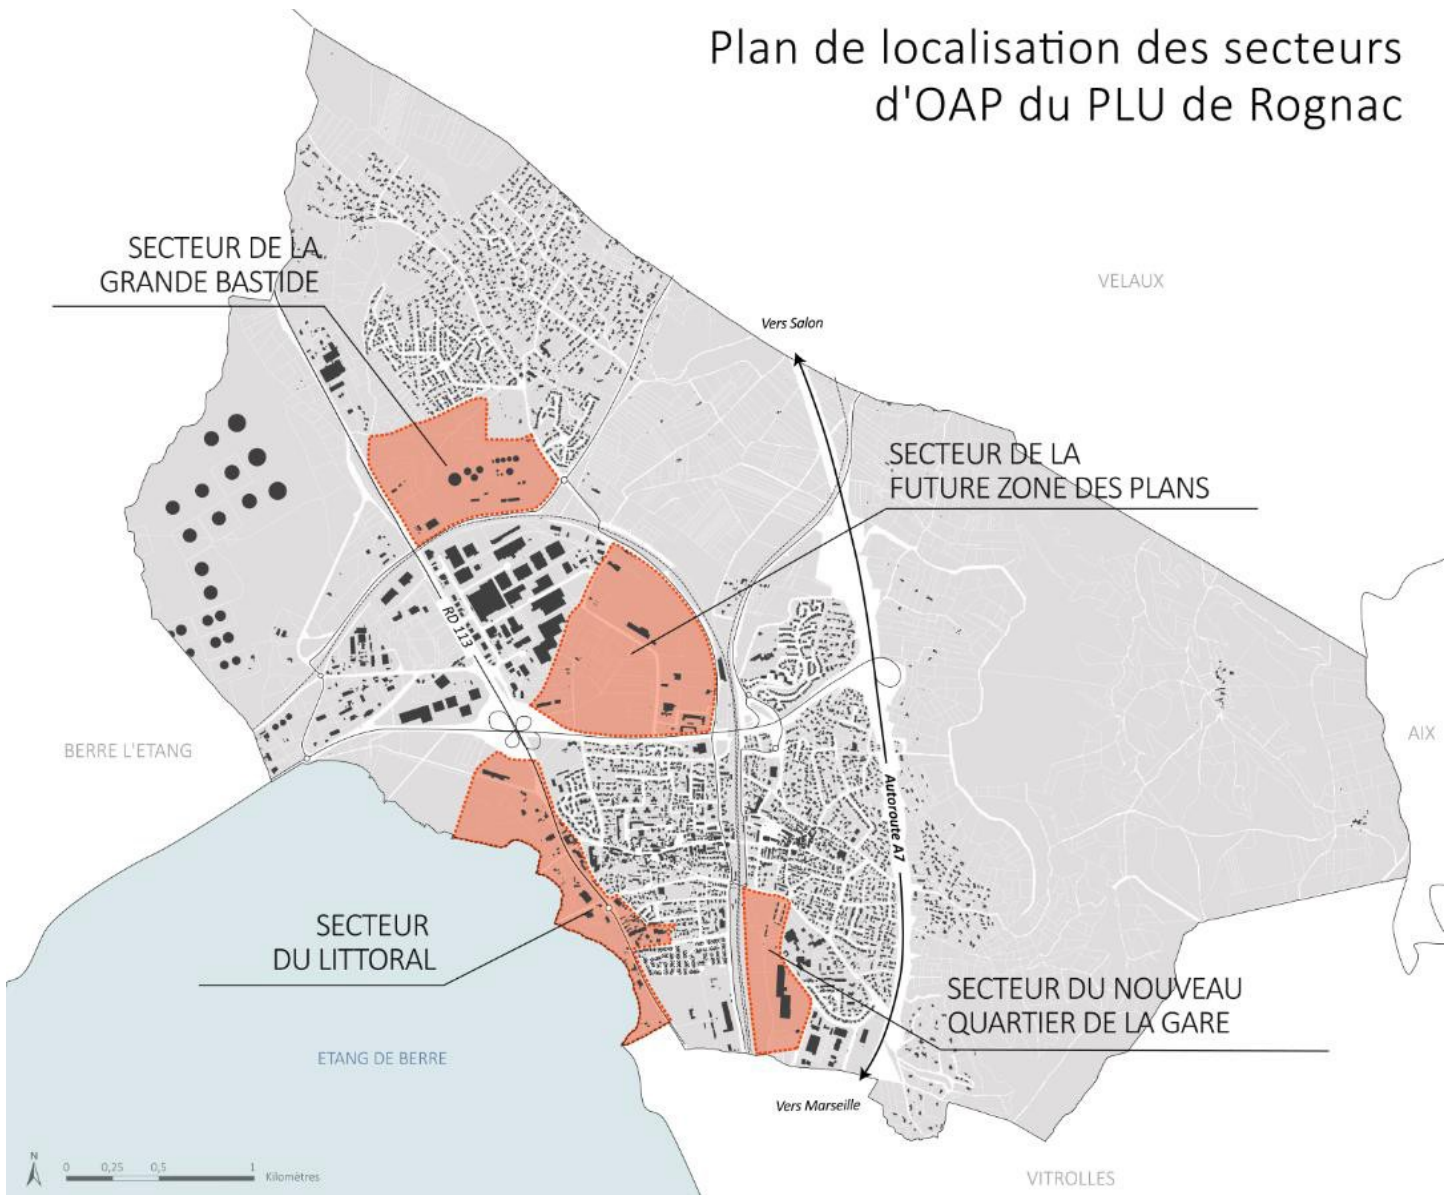 Plan de localisation des secteurs
d'OAP du PLU de Rognac
SECTEUR DE LA
GRANDE BASTIDE
VELAUX
Vers Salon
SECTEUR DE LA
FUTURE ZONE DES PLANS
RD 113
BERRE L'ETANG
AIX
Autoroute A7
SECTEUR
DU LITTORAL
SECTEUR DU NOUVEAU
QUARTIER DE LA GARE
ETANG DE BERRE
Vers Marseille
N
0 0,25 0,5 1
Kilomètres
VITROLLES